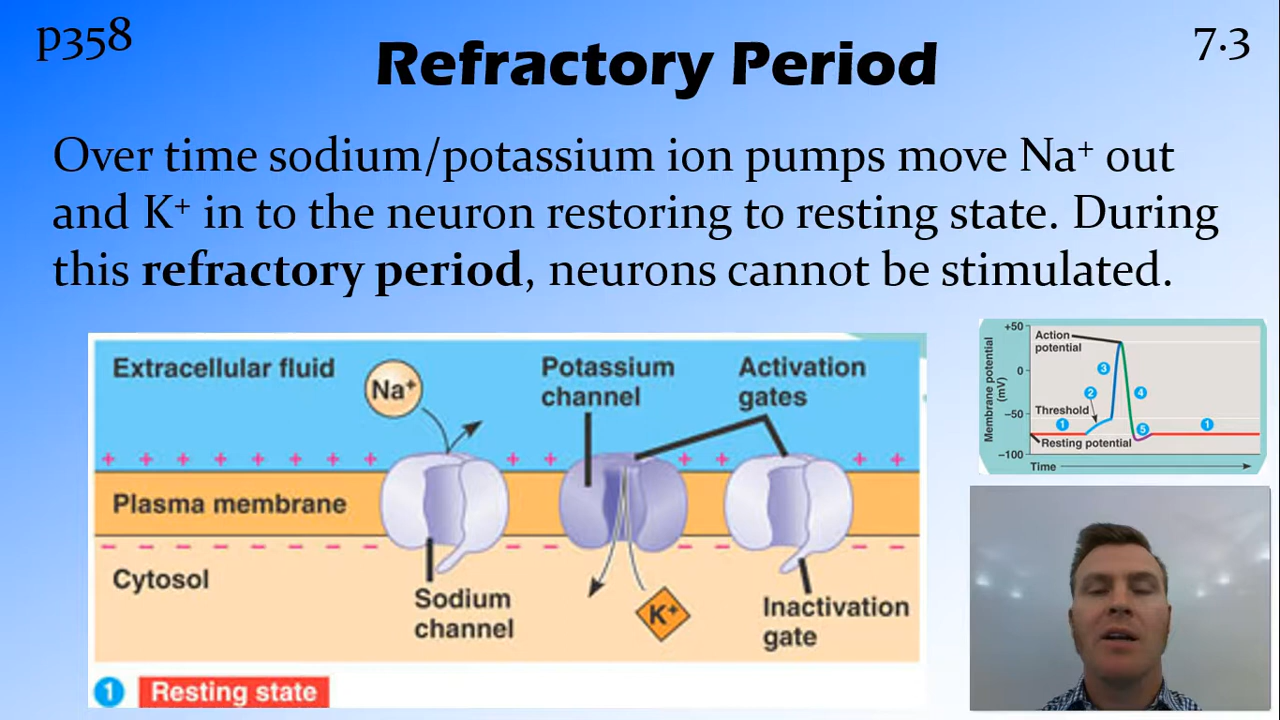 p358
7.3
Refractory Period
Over time sodium/potassium ion pumps move Na⁺ out
and K⁺ in to the neuron restoring to resting state. During
this refractory period, neurons cannot be stimulated.
Extracellular fluid
Na⁺
Potassium
channel
Activation
gates
+ + + + + + + + + + + + + +
Plasma membrane
− − − − − − − − − − − − − −
Cytosol
Sodium
channel
K⁺
Inactivation
gate
1 Resting state
+50
Action
potential
Membrane potential
(mV)
0
3
2
4
−50
Threshold
1
5
1
Resting potential
−100
Time